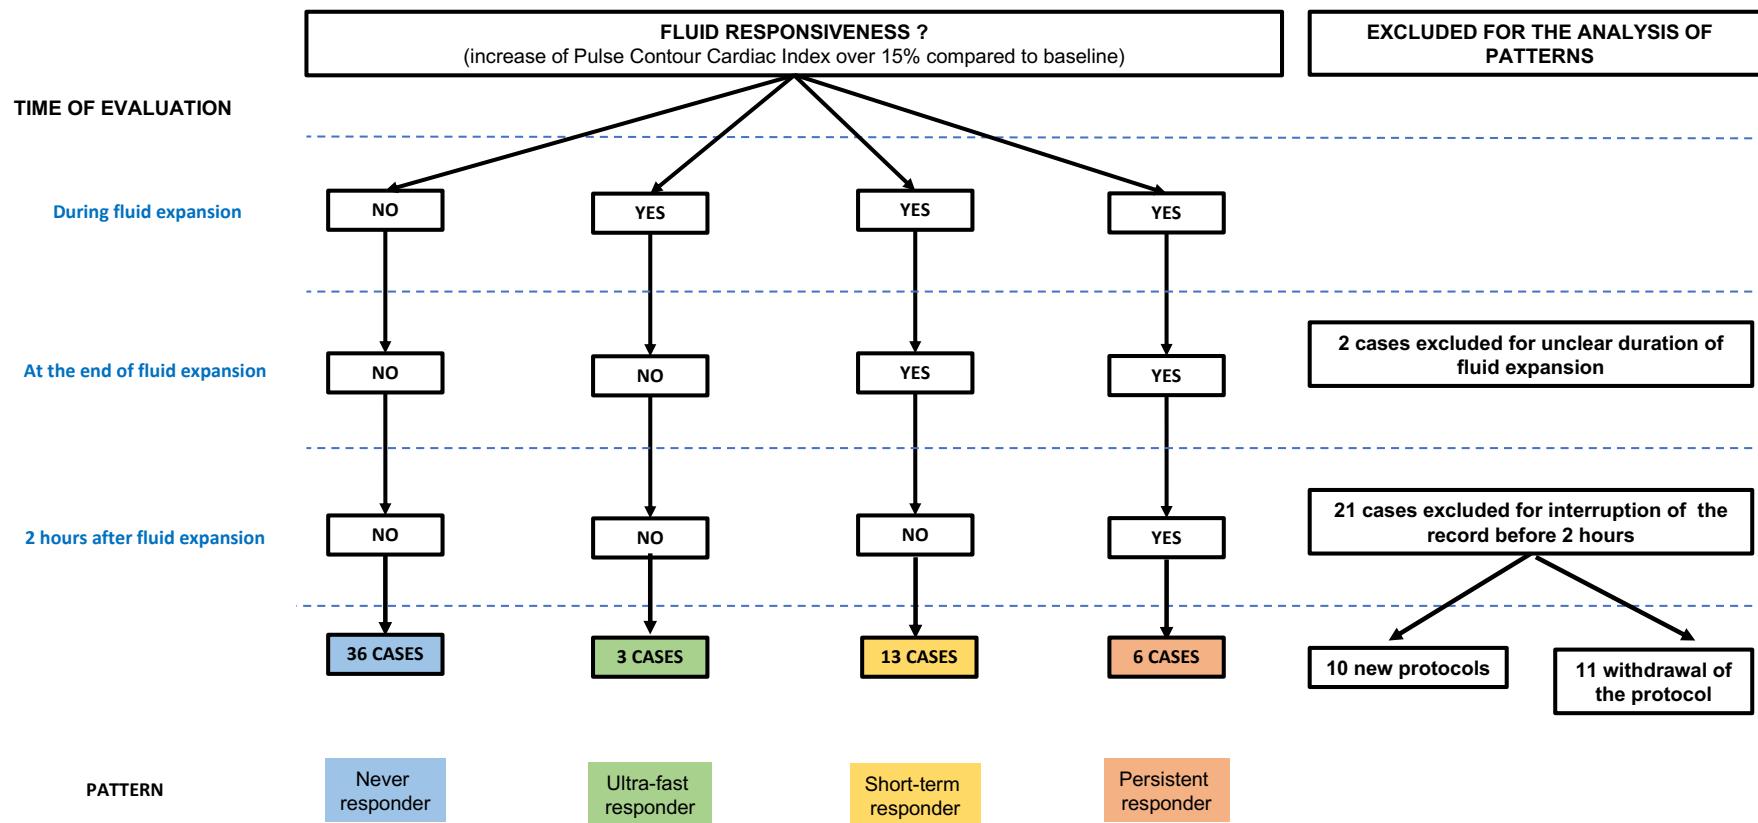 FLUID RESPONSIVENESS ?
(increase of Pulse Contour Cardiac Index over 15% compared to baseline)
EXCLUDED FOR THE ANALYSIS OF
PATTERNS
TIME OF EVALUATION
During fluid expansion
NO
YES
YES
YES
At the end of fluid expansion
NO
NO
YES
YES
2 cases excluded for unclear duration of
fluid expansion
2 hours after fluid expansion
NO
NO
NO
YES
21 cases excluded for interruption of the
record before 2 hours
36 CASES
3 CASES
13 CASES
6 CASES
10 new protocols
11 withdrawal of
the protocol
PATTERN
Never
responder
Ultra-fast
responder
Short-term
responder
Persistent
responder